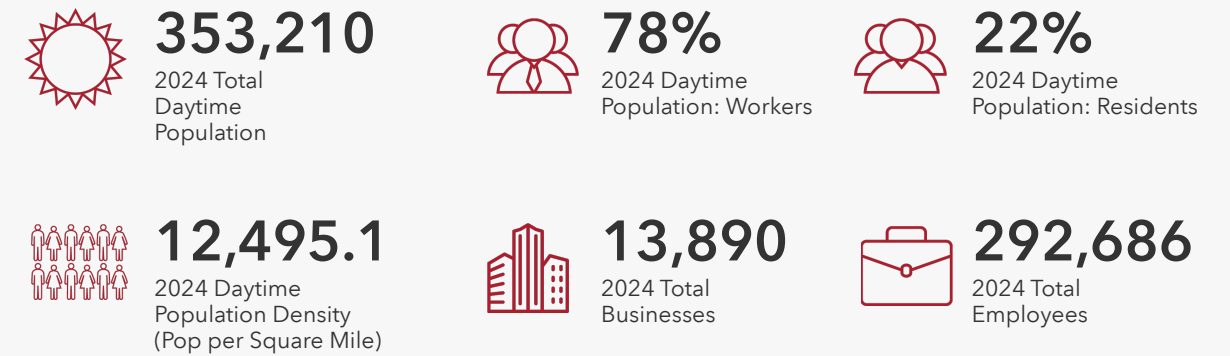 353,210
2024 Total
Daytime
Population
78%
2024 Daytime
Population: Workers
22%
2024 Daytime
Population: Residents
12,495.1
2024 Daytime
Population Density
(Pop per Square Mile)
13,890
2024 Total
Businesses
292,686
2024 Total
Employees